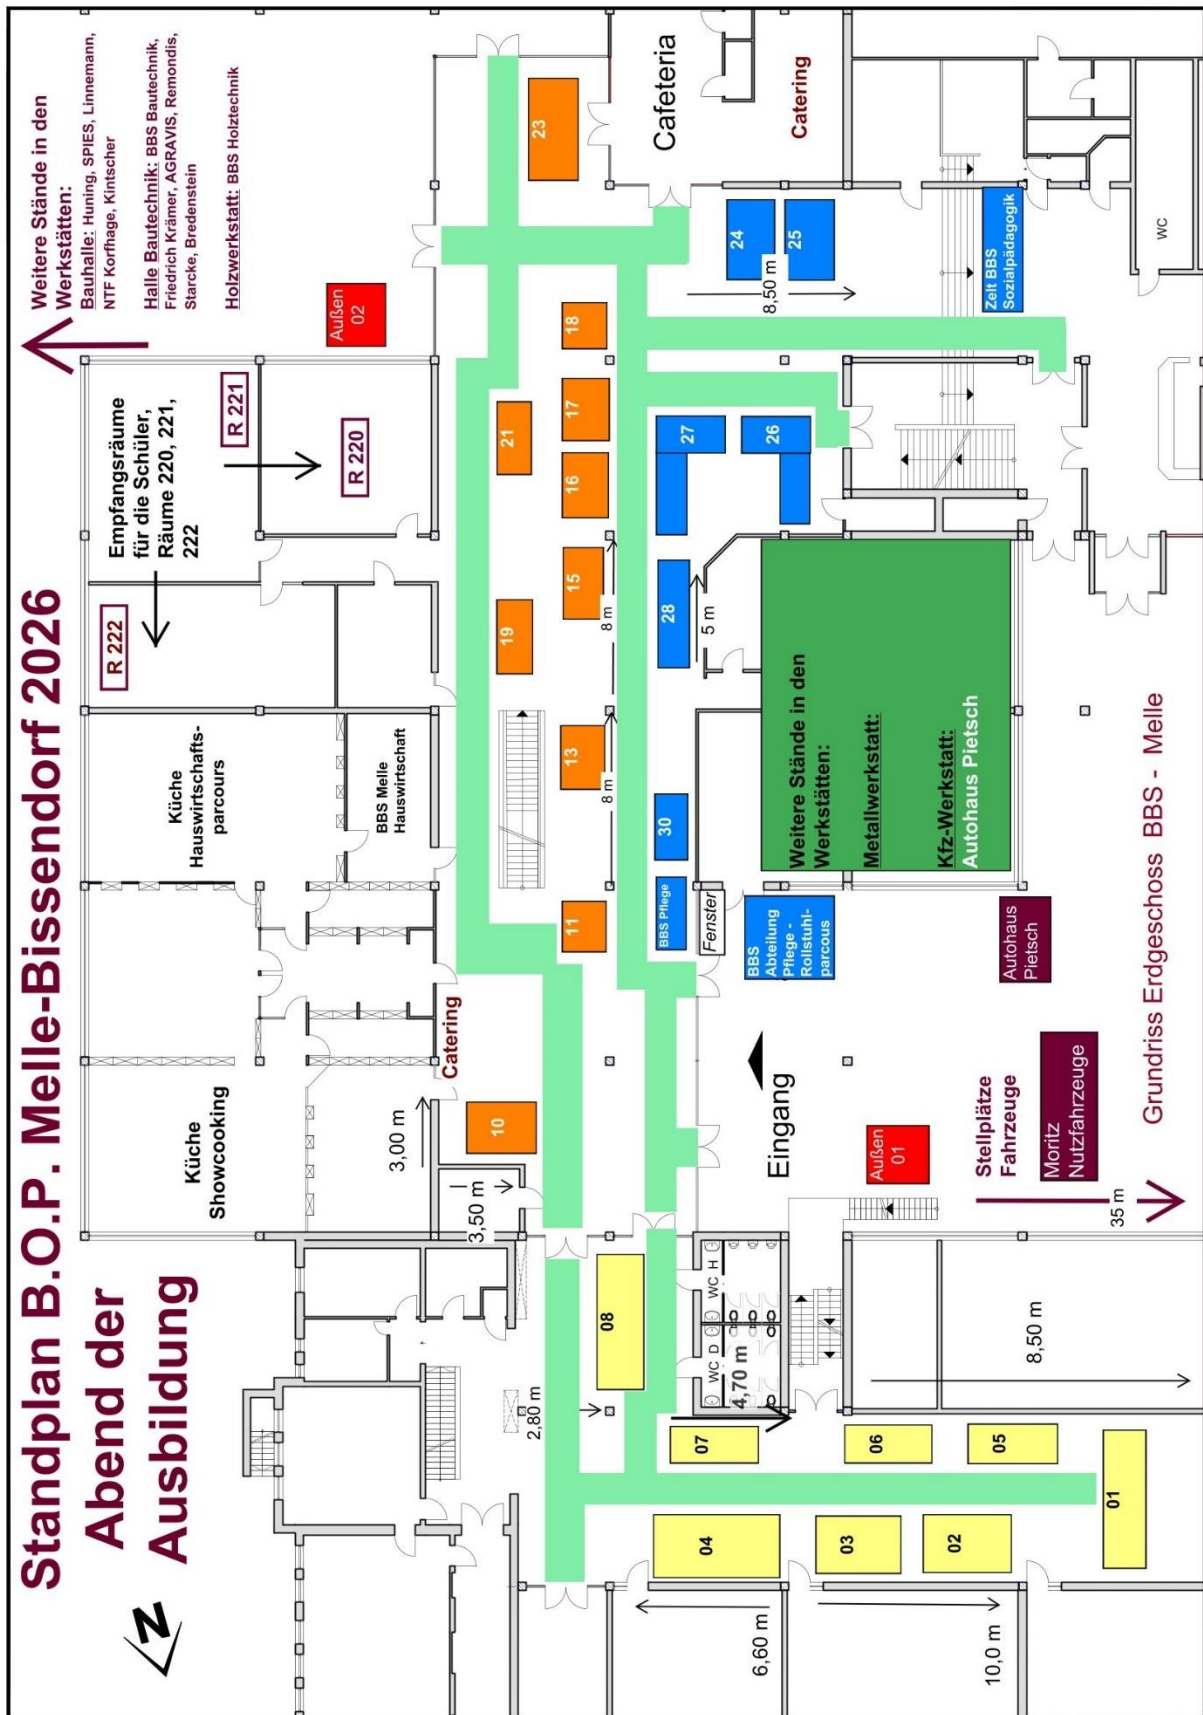 Standplan B.O.P. Melle-Bissendorf 2026
Abend der
Ausbildung
N
Küche
Showcooking
Küche
Hauswirtschafts-
parcours
BBS Melle
Hauswirtschaft
R 222
Empfangsräume
für die Schüler,
Räume 220, 221,
222
R 221
R 220
Weitere Stände in den
Werkstätten:
Bauhalle: Huning, SPIES, Linnemann,
NTF Korfhage, Kintscher
Halle Bautechnik: BBS Bautechnik,
Friedrich Krämer, AGRAVIS, Remondis,
Starcke, Bredenstein
Holzwerkstatt: BBS Holztechnik
Außen
02
3,00 m
Catering
3,50 m
10
2,80 m
08
11
13
8 m
19
15
8 m
16
21
17
18
23
Cafeteria
Catering
24
25
8,50 m
26
27
28
5 m
30
BBS Pflege
Fenster
BBS
Abteilung
Pflege -
Rollstuhl-
parcous
Zelt BBS
Sozialpädagogik
WC
Weitere Stände in den
Werkstätten:
Metallwerkstatt:
Kfz-Werkstatt:
Autohaus Pietsch
Eingang
Außen
01
Autohaus
Pietsch
Stellplätze
Fahrzeuge
Moritz
Nutzfahrzeuge
35 m
WC D
WC H
4,70 m
8,50 m
07
06
05
04
03
02
01
6,60 m
10,0 m
Grundriss Erdgeschoss BBS - Melle